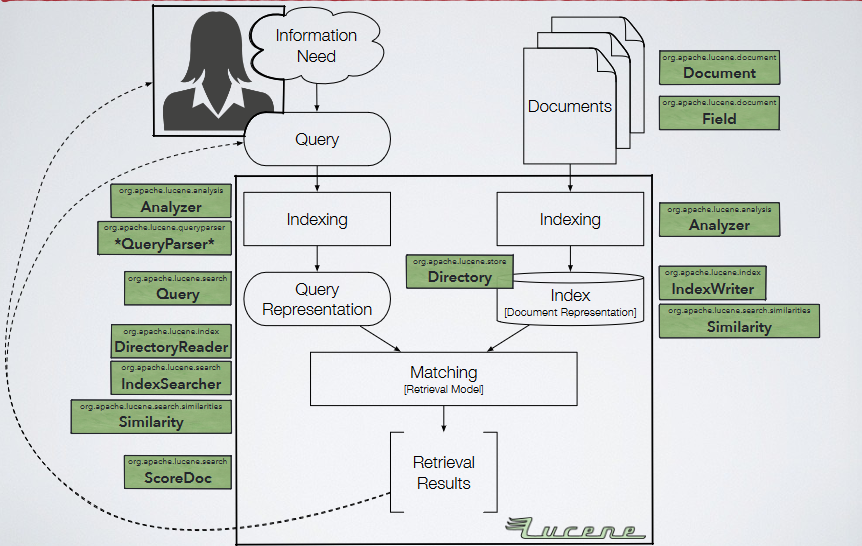 Information
Need
Query
Documents
org.apache.lucene.document
Document
org.apache.lucene.document
Field
org.apache.lucene.analysis
Analyzer
org.apache.lucene.queryparser
*QueryParser*
org.apache.lucene.search
Query
org.apache.lucene.index
DirectoryReader
org.apache.lucene.search
IndexSearcher
org.apache.lucene.search.similarities
Similarity
org.apache.lucene.search
ScoreDoc
Indexing
Query
Representation
Indexing
org.apache.lucene.store
Directory
Index
[Document Representation]
Matching
[Retrieval Model]
Retrieval
Results
Lucene
org.apache.lucene.analysis
Analyzer
org.apache.lucene.index
IndexWriter
org.apache.lucene.search.similarities
Similarity